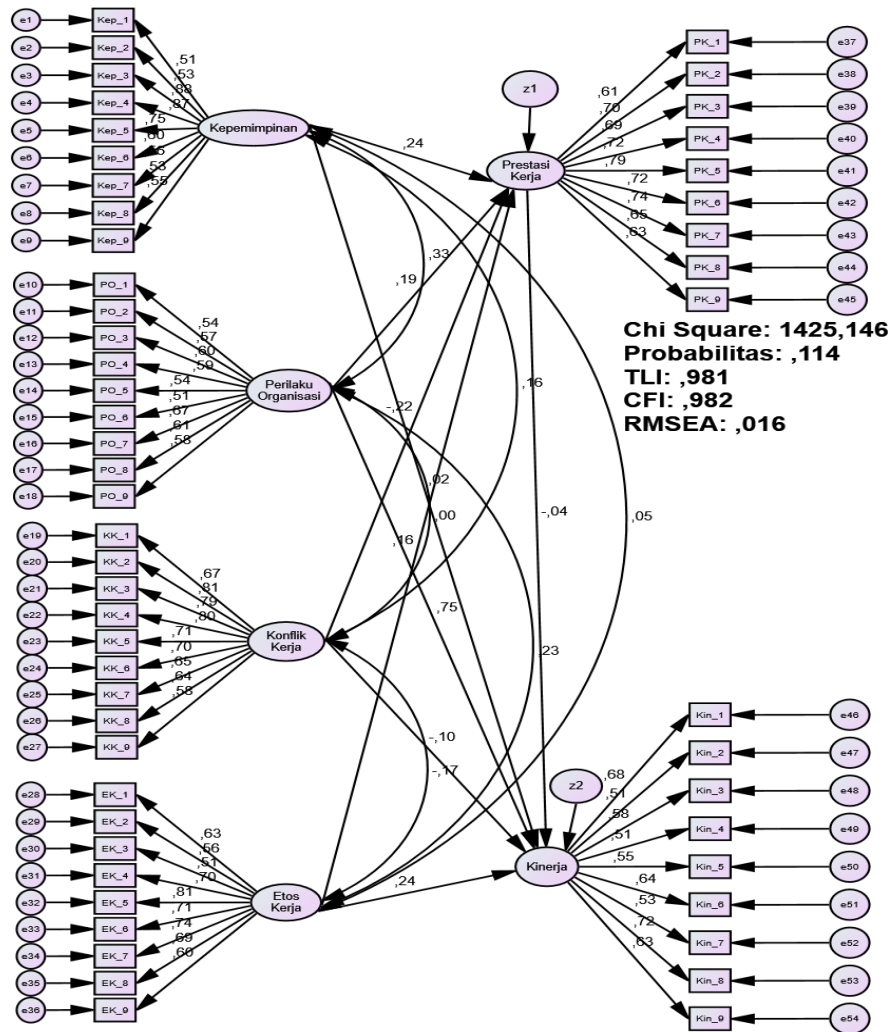 e1
Kep_1
e2
Kep_2
e3
Kep_3
e4
Kep_4
e5
Kep_5
e6
Kep_6
e7
Kep_7
e8
Kep_8
e9
Kep_9
,51
,53
,88
,87
,75
,60
,53
,55
Kepemimpinan
e10
PO_1
e11
PO_2
e12
PO_3
e13
PO_4
e14
PO_5
e15
PO_6
e16
PO_7
e17
PO_8
e18
PO_9
,54
,57
,60
,59
,54
,51
,67
,61
,58
Perilaku
Organisasi
e19
KK_1
e20
KK_2
e21
KK_3
e22
KK_4
e23
KK_5
e24
KK_6
e25
KK_7
e26
KK_8
e27
KK_9
,67
,81
,79
,80
,71
,70
,65
,64
,58
Konflik
Kerja
e28
EK_1
e29
EK_2
e30
EK_3
e31
EK_4
e32
EK_5
e33
EK_6
e34
EK_7
e35
EK_8
e36
EK_9
,63
,56
,51
,70
,81
,71
,74
,69
,60
Etos
Kerja
,24
,33
,19
,16
-,22
,02
,00
,16
-,04
,05
,75
,23
-,10
-,17
,24
z1
Prestasi
Kerja
,61
,70
,69
,72
,79
,72
,74
,65
,63
PK_1
e37
PK_2
e38
PK_3
e39
PK_4
e40
PK_5
e41
PK_6
e42
PK_7
e43
PK_8
e44
PK_9
e45
Chi Square: 1425,146
Probabilitas: ,114
TLI: ,981
CFI: ,982
RMSEA: ,016
z2
Kinerja
,68
,51
,58
,51
,55
,64
,53
,72
,63
Kin_1
e46
Kin_2
e47
Kin_3
e48
Kin_4
e49
Kin_5
e50
Kin_6
e51
Kin_7
e52
Kin_8
e53
Kin_9
e54